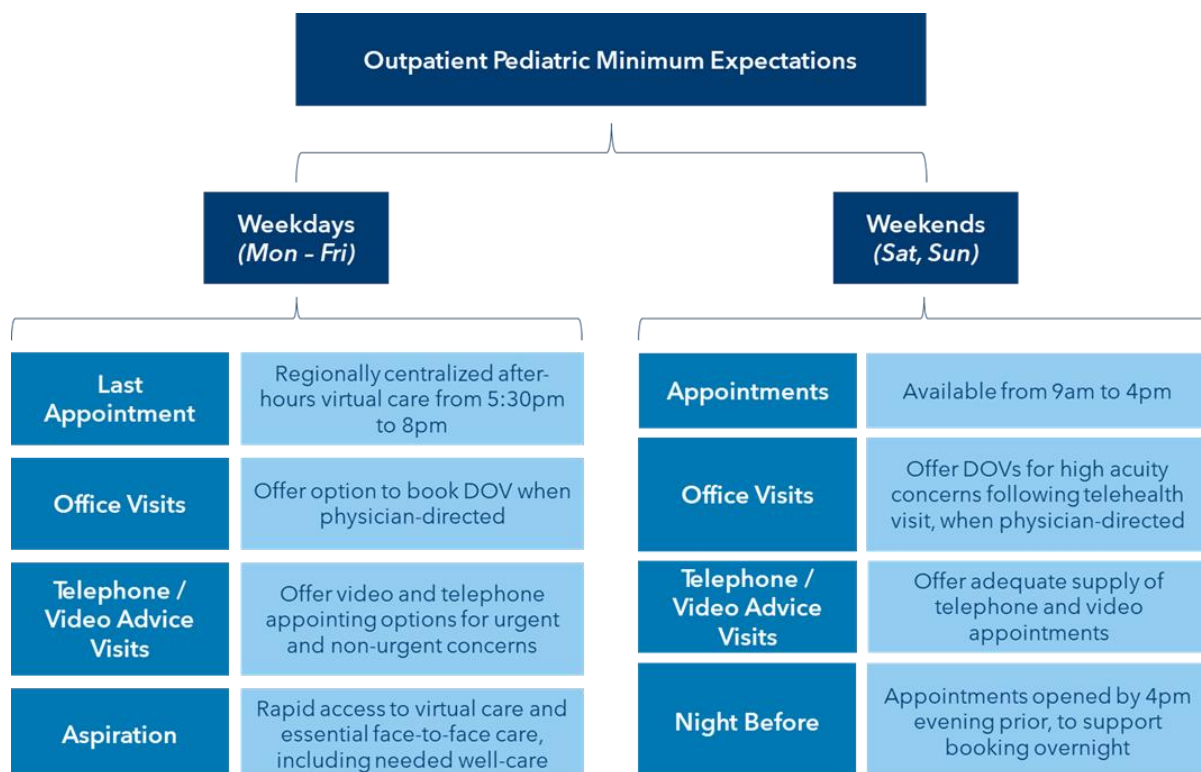 Outpatient Pediatric Minimum Expectations
Weekdays
(Mon – Fri)
Last
Appointment
Regionally centralized after-
hours virtual care from 5:30pm
to 8pm
Office Visits
Offer option to book DOV when
physician-directed
Telephone /
Video Advice
Visits
Offer video and telephone
appointing options for urgent
and non-urgent concerns
Aspiration
Rapid access to virtual care and
essential face-to-face care,
including needed well-care
Weekends
(Sat, Sun)
Appointments
Available from 9am to 4pm
Office Visits
Offer DOVs for high acuity
concerns following telehealth
visit, when physician-directed
Telephone /
Video Advice
Visits
Offer adequate supply of
telephone and video
appointments
Night Before
Appointments opened by 4pm
evening prior, to support
booking overnight